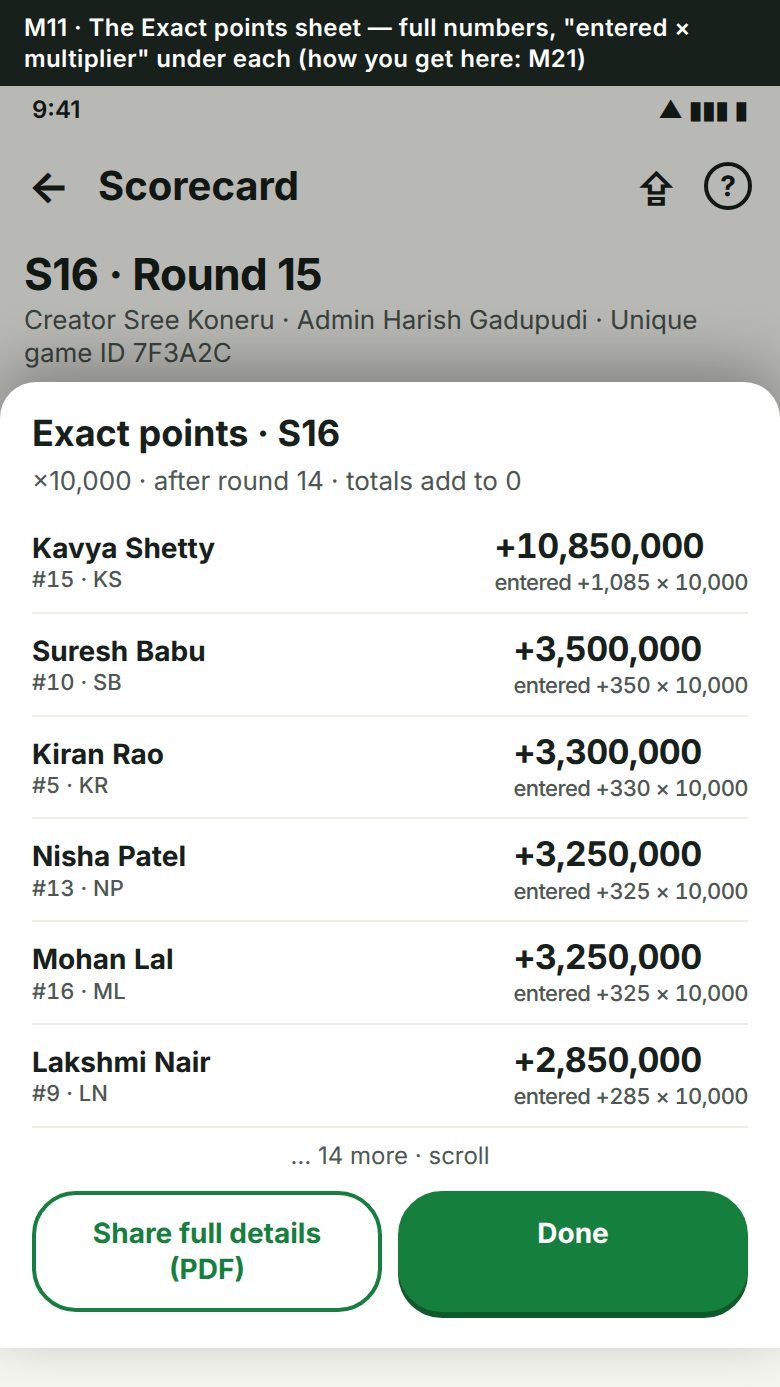 M11 · The Exact points sheet — full numbers, "entered ×
multiplier" under each (how you get here: M21)
9:41
Scorecard
?
S16 · Round 15
Creator Sree Koneru · Admin Harish Gadupudi · Unique
game ID 7F3A2C
Exact points · S16
×10,000 · after round 14 · totals add to 0
Kavya Shetty
+10,850,000
#15 · KS
entered +1,085 × 10,000
Suresh Babu
+3,500,000
#10 · SB
entered +350 × 10,000
Kiran Rao
+3,300,000
#5 · KR
entered +330 × 10,000
Nisha Patel
+3,250,000
#13 · NP
entered +325 × 10,000
Mohan Lal
+3,250,000
#16 · ML
entered +325 × 10,000
Lakshmi Nair
+2,850,000
#9 · LN
entered +285 × 10,000
... 14 more · scroll
Share full details
(PDF)
Done